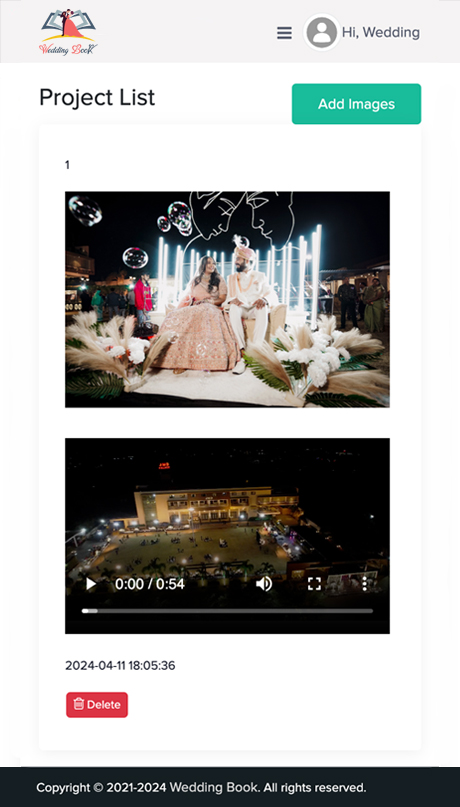 Wedding Book
Hi, Wedding
Project List
Add Images
1
0:00 / 0:54
2024-04-11 18:05:36
Delete
Copyright © 2021-2024 Wedding Book. All rights reserved.